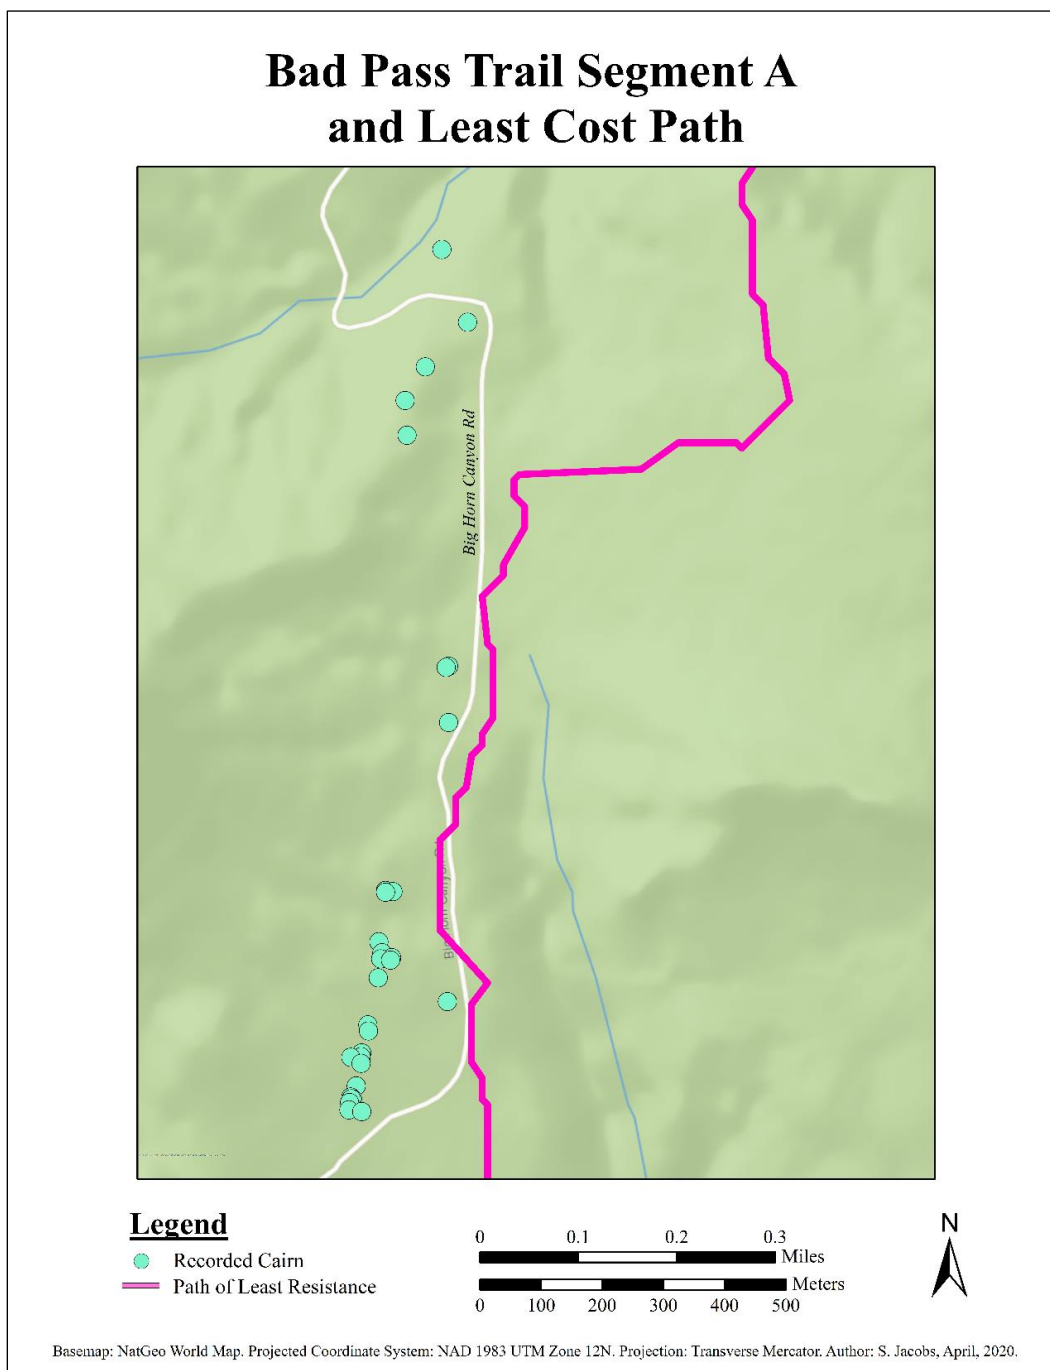 Bad Pass Trail Segment A
and Least Cost Path
Big Horn Canyon Rd
Legend
Recorded Cairn
Path of Least Resistance
0 0.1 0.2 0.3
Miles
Meters
0 100 200 300 400 500
N
Basemap: NatGeo World Map. Projected Coordinate System: NAD 1983 UTM Zone 12N. Projection: Transverse Mercator. Author: S. Jacobs, April, 2020.